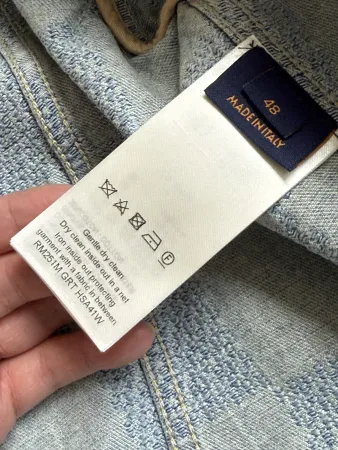 48
MADE IN ITALY
F
Gentle dry clean.
Dry clean inside out in a net
Iron inside out protecting
garment with a fabric in between
RM251M GRT HSA41W